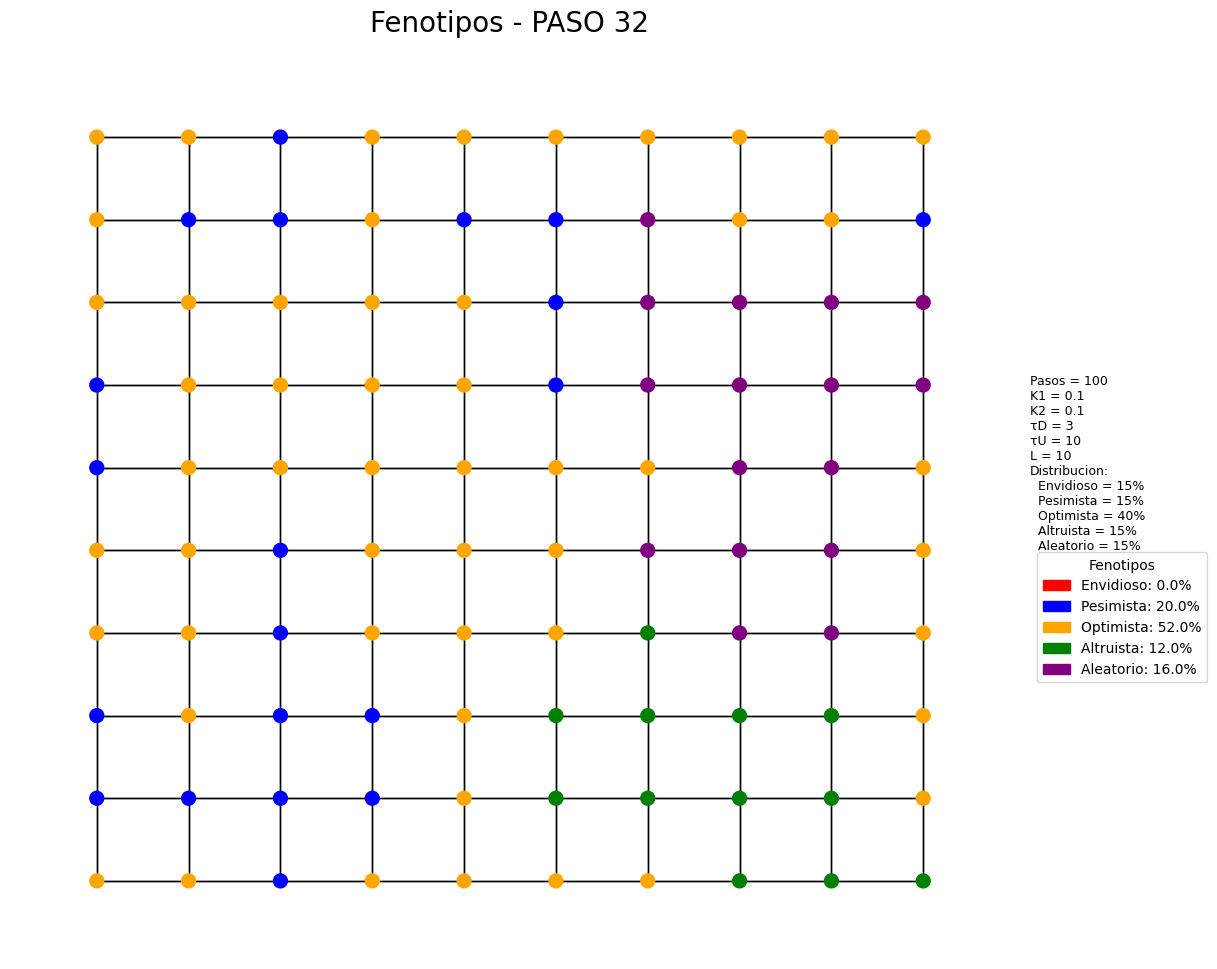 Fenotipos - PASO 32
Pasos = 100
K1 = 0.1
K2 = 0.1
τD = 3
τU = 10
L = 10
Distribucion:
Envidioso = 15%
Pesimista = 15%
Optimista = 40%
Altruista = 15%
Aleatorio = 15%
Fenotipos
Envidioso: 0.0%
Pesimista: 20.0%
Optimista: 52.0%
Altruista: 12.0%
Aleatorio: 16.0%